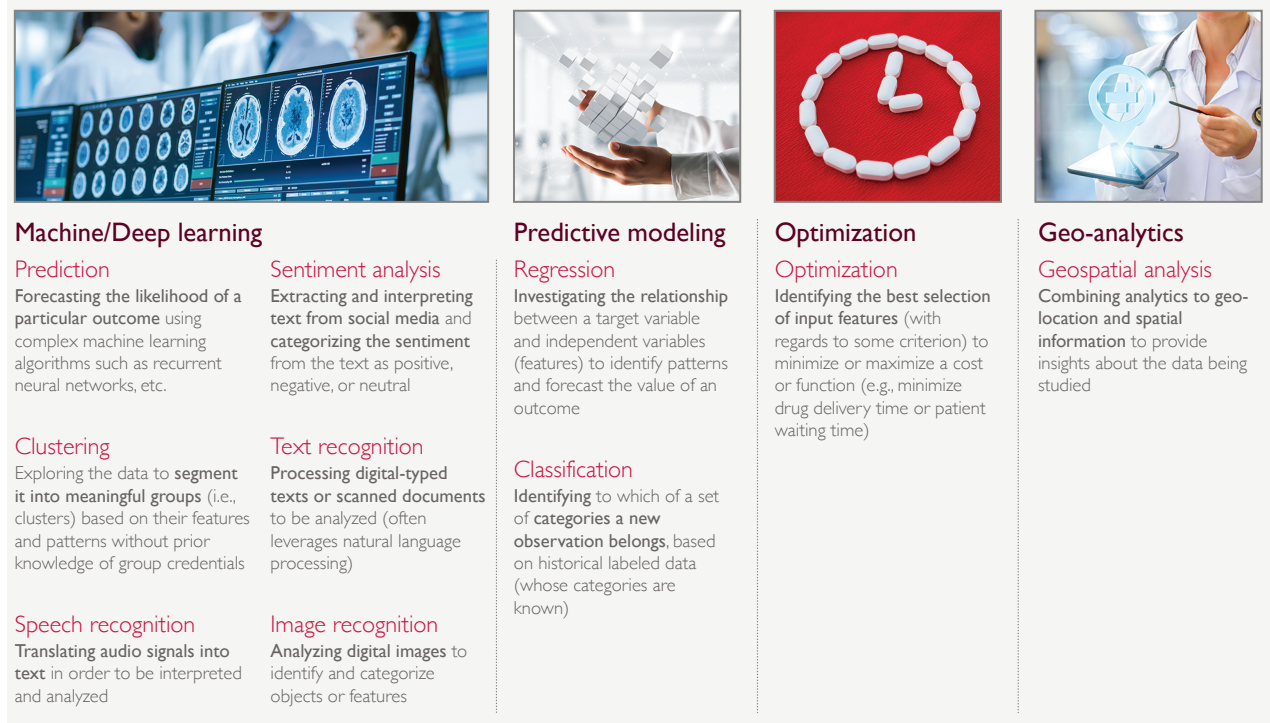 Machine/Deep learning
Prediction
Forecasting the likelihood of a
particular outcome using
complex machine learning
algorithms such as recurrent
neural networks, etc.
Clustering
Exploring the data to segment
it into meaningful groups (i.e.,
clusters) based on their features
and patterns without prior
knowledge of group credentials
Speech recognition
Translating audio signals into
text in order to be interpreted
and analyzed
Sentiment analysis
Extracting and interpreting
text from social media and
categorizing the sentiment
from the text as positive,
negative, or neutral
Text recognition
Processing digital-typed
texts or scanned documents
to be analyzed (often
leverages natural language
processing)
Image recognition
Analyzing digital images to
identify and categorize
objects or features
Predictive modeling
Regression
Investigating the relationship
between a target variable
and independent variables
(features) to identify patterns
and forecast the value of an
outcome
Classification
Identifying to which of a set
of categories a new
observation belongs, based
on historical labeled data
(whose categories are
known)
Optimization
Optimization
Identifying the best selection
of input features (with
regards to some criterion) to
minimize or maximize a cost
or function (e.g., minimize
drug delivery time or patient
waiting time)
Geo-analytics
Geospatial analysis
Combining analytics to geo-
location and spatial
information to provide
insights about the data being
studied